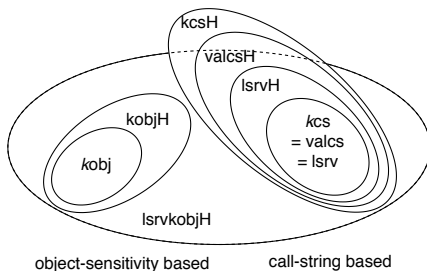 kcsH
valcsH
lsrvH
kcs
= valcs
= lsrv
kobjH
kobj
lsrvkobjH
object-sensitivity based
call-string based